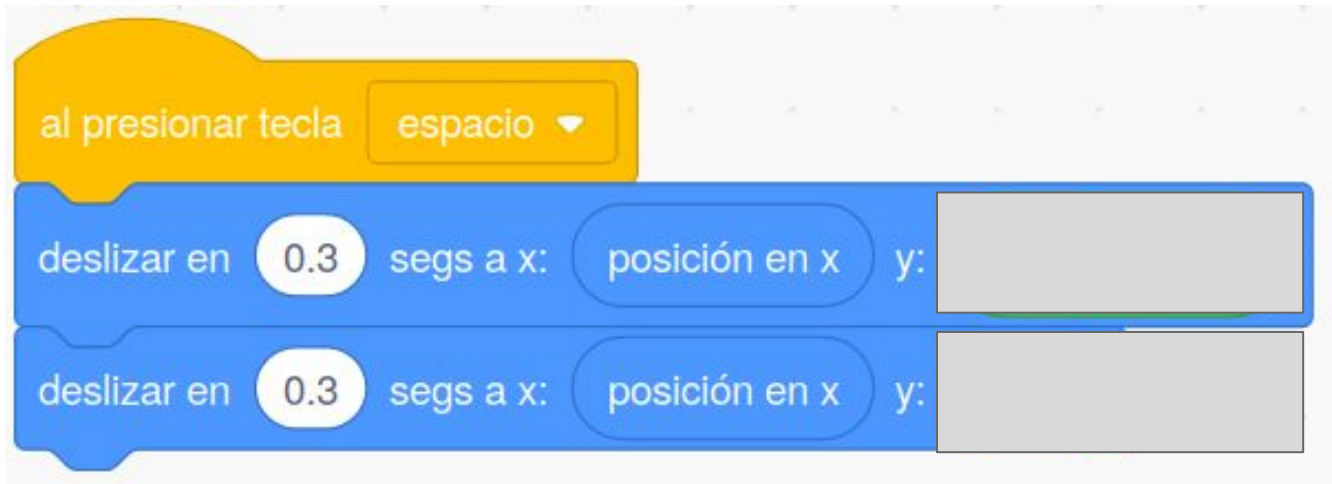 al presionar tecla espacio
deslizar en 0.3 segs a x: posición en x y:
deslizar en 0.3 segs a x: posición en x y: